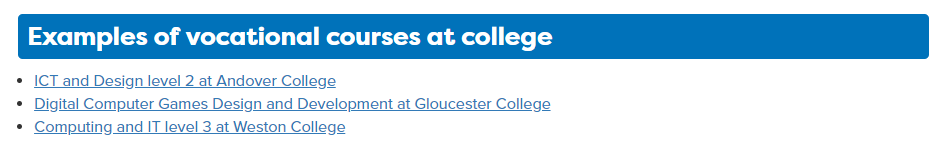 Examples of vocational courses at college
ICT and Design level 2 at Andover College
Digital Computer Games Design and Development at Gloucester College
Computing and IT level 3 at Weston College